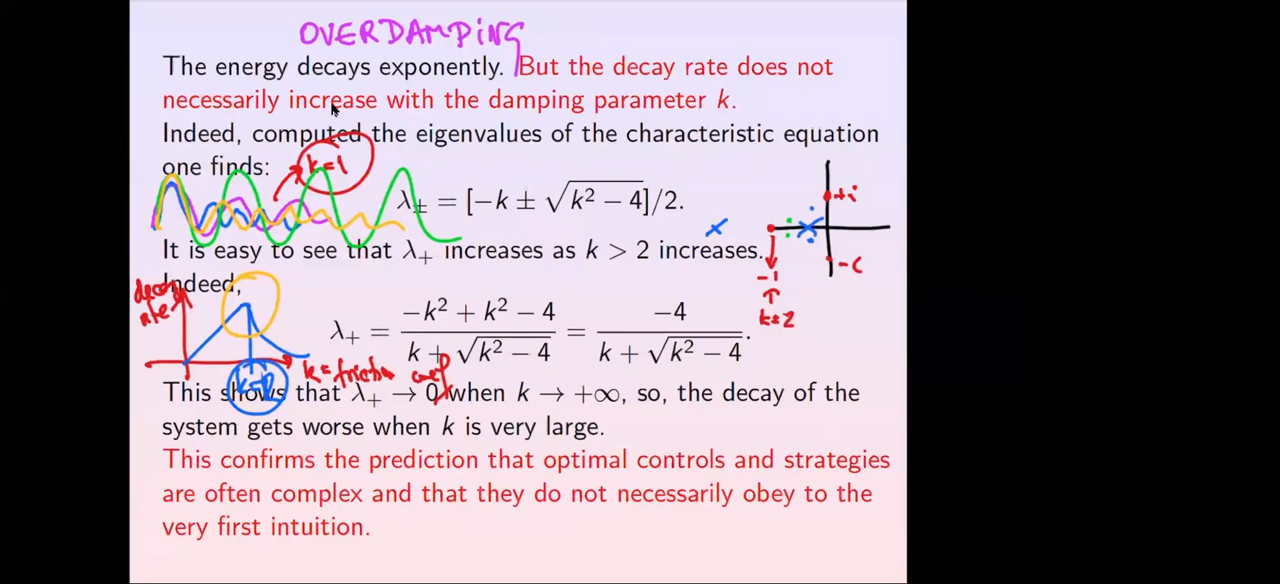 OVERDAMPiNG
The energy decays exponently. But the decay rate does not
necessarily increase with the damping parameter k.
Indeed, computed the eigenvalues of the characteristic equation
one finds:
k=1
λ± = [−k ± √k² − 4]/2.
+i
It is easy to see that λ₊ increases as k > 2 increases.
-i
-1
k=2
Indeed,
decay
rate
λ₊ = −k² + k² − 4 / k + √k² − 4 = −4 / k + √k² − 4.
k=friction coef
k=2
This shows that λ₊ → 0 when k → +∞, so, the decay of the
system gets worse when k is very large.
This confirms the prediction that optimal controls and strategies
are often complex and that they do not necessarily obey to the
very first intuition.